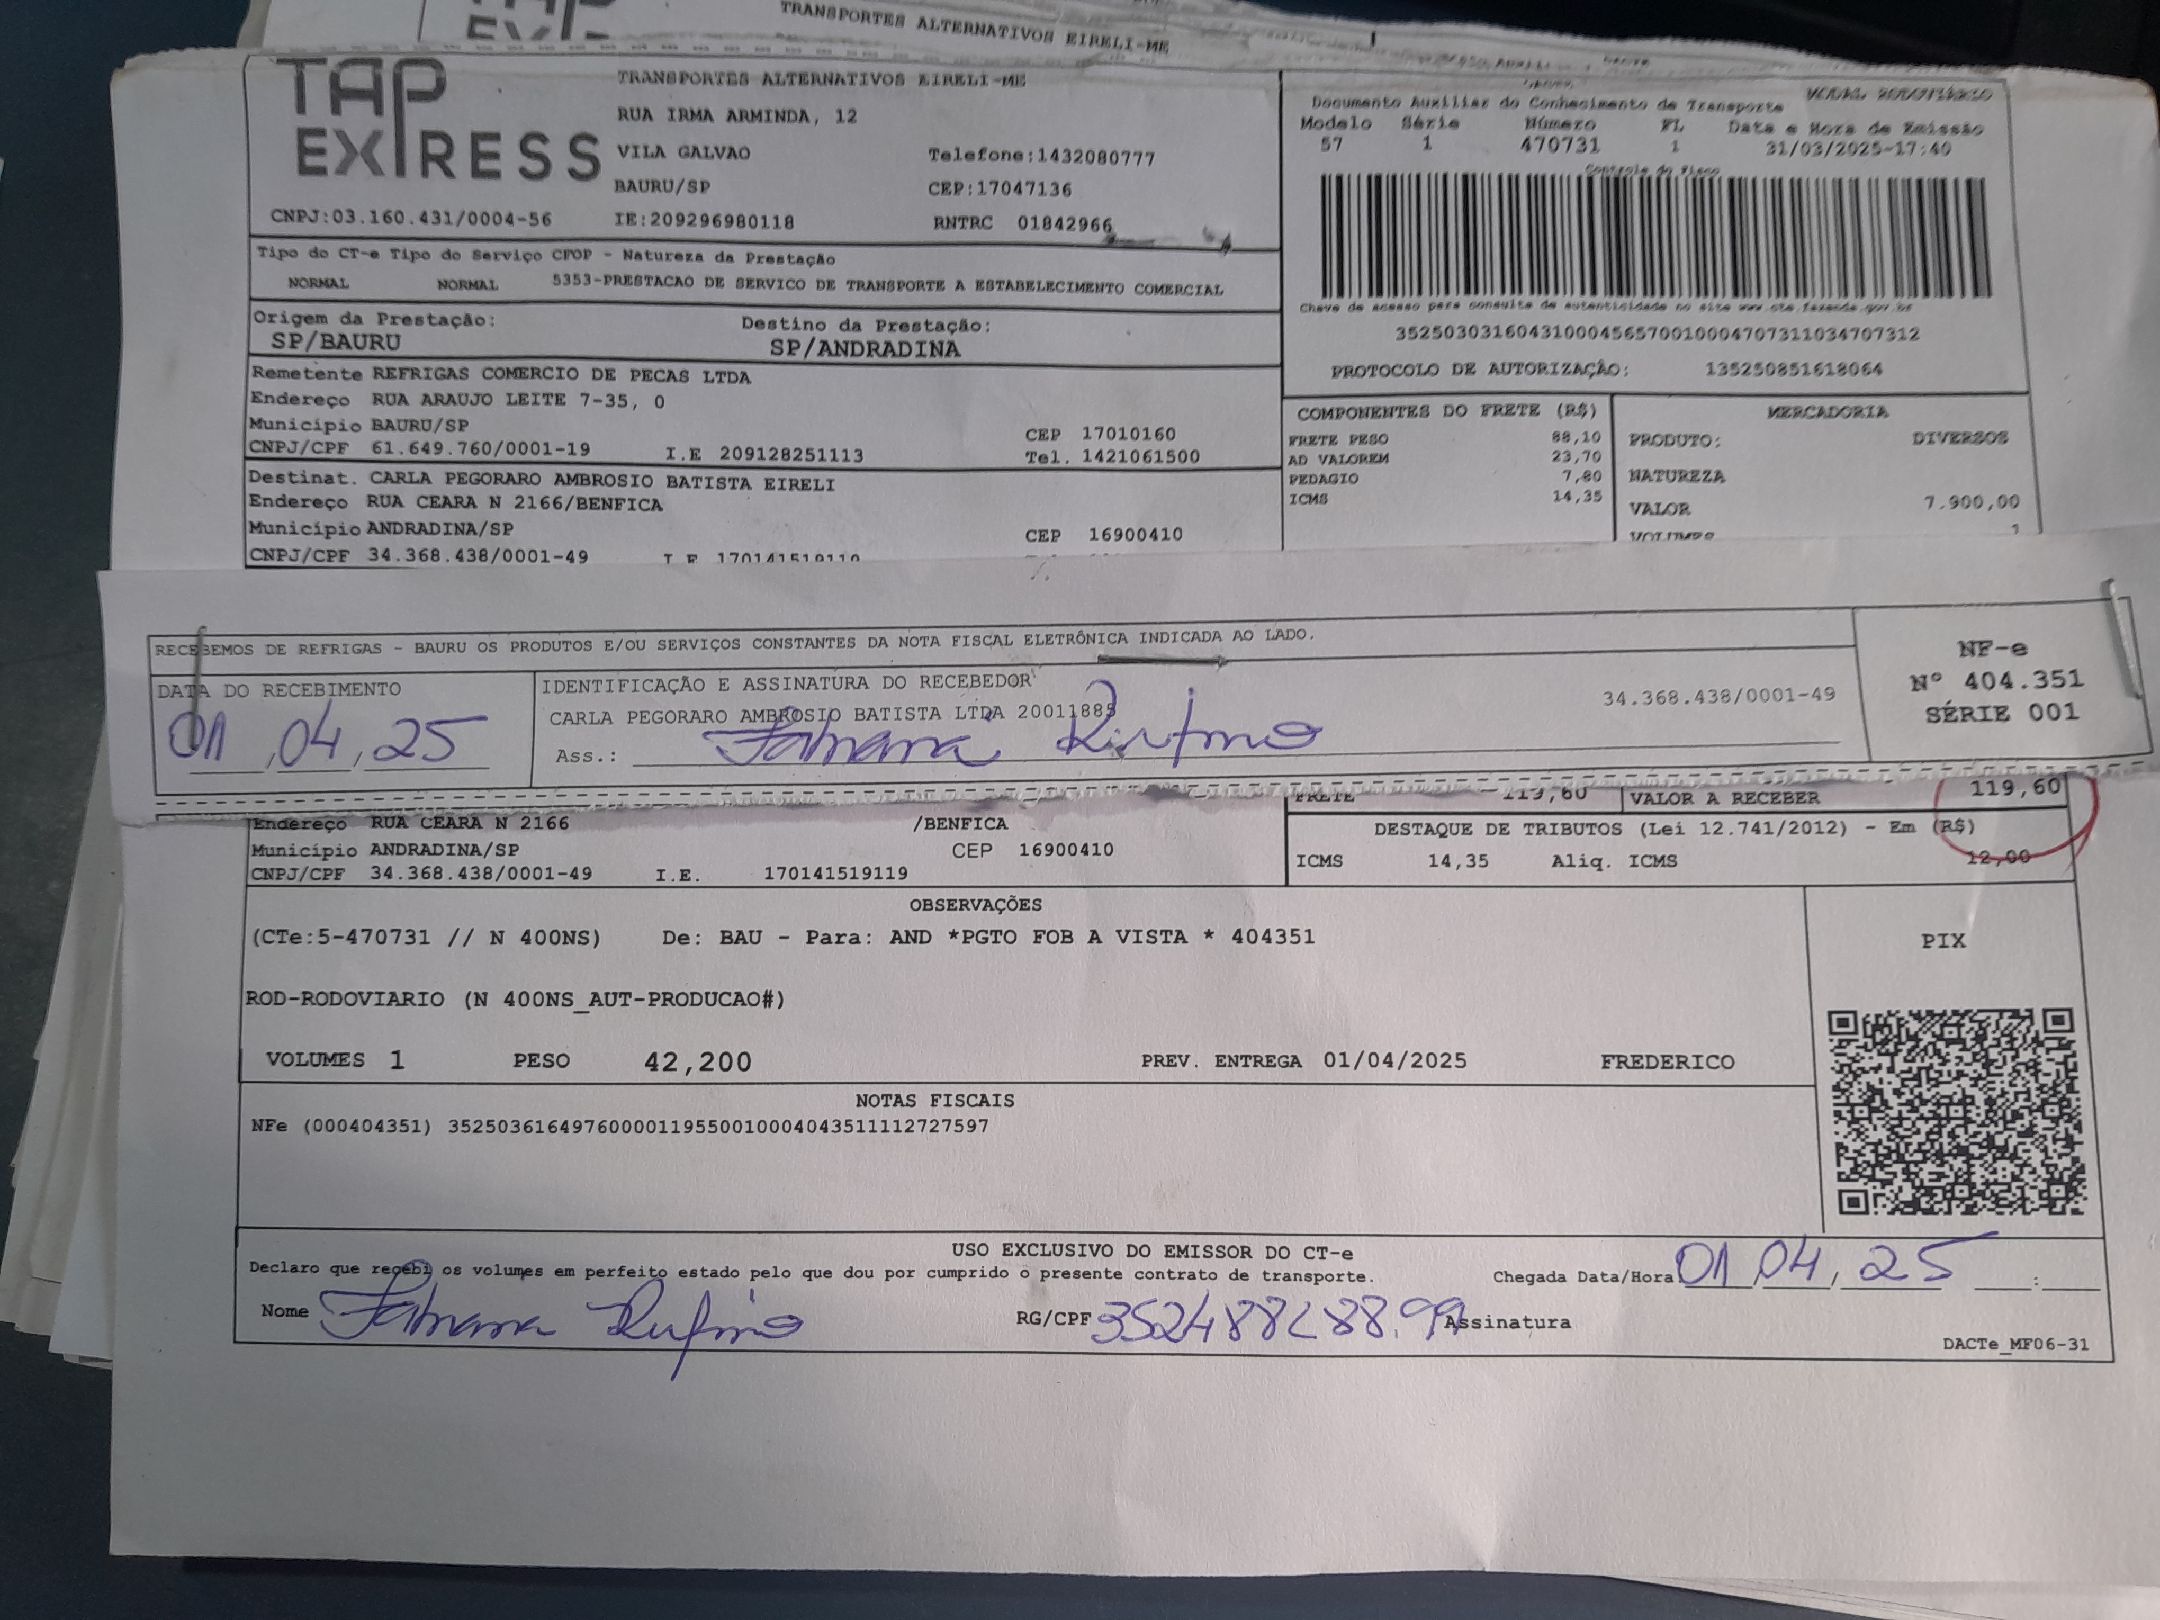 TRANSPORTES ALTERNATIVOS EIRELI-ME
TAP EXPRESS
TRANSPORTES ALTERNATIVOS EIRELI-ME
RUA IRMA ARMINDA, 12
VILA GALVAO Telefone:1432080777
BAURU/SP CEP:17047136
CNPJ:03.160.431/0004-56 IE:209296980118 RNTRC 01842966
Documento Auxiliar do Conhecimento de Transporte
Modelo Série Número FL Data e Hora de Emissão
57 1 470731 1 31/03/2025-17:40
Controle do Fisco
Chave de acesso para consulta de autenticidade no site www.cte.fazenda.gov.br
35250303160431000456570010004707311034707312
PROTOCOLO DE AUTORIZAÇÃO: 135250851618064
Tipo do CT-e Tipo do Serviço CFOP - Natureza da Prestação
NORMAL NORMAL 5353-PRESTACAO DE SERVICO DE TRANSPORTE A ESTABELECIMENTO COMERCIAL
Origem da Prestação: Destino da Prestação:
SP/BAURU SP/ANDRADINA
Remetente REFRIGAS COMERCIO DE PECAS LTDA
Endereço RUA ARAUJO LEITE 7-35, 0
Município BAURU/SP CEP 17010160
CNPJ/CPF 61.649.760/0001-19 I.E 209128251113 Tel. 1421061500
Destinat. CARLA PEGORARO AMBROSIO BATISTA EIRELI
Endereço RUA CEARA N 2166/BENFICA
Município ANDRADINA/SP CEP 16900410
CNPJ/CPF 34.368.438/0001-49 I.E 170141519119
COMPONENTES DO FRETE (R$)
FRETE PESO 88,10
AD VALOREM 23,70
PEDAGIO 7,80
ICMS 14,35
MERCADORIA
PRODUTO: DIVERSOS
NATUREZA
VALOR 7.900,00
VOLUMES 1
RECEBEMOS DE REFRIGAS - BAURU OS PRODUTOS E/OU SERVIÇOS CONSTANTES DA NOTA FISCAL ELETRÔNICA INDICADA AO LADO.
DATA DO RECEBIMENTO
01,04,25
IDENTIFICAÇÃO E ASSINATURA DO RECEBEDOR
CARLA PEGORARO AMBROSIO BATISTA LTDA 20011885 34.368.438/0001-49
Ass.: Fabiana Rufino
NF-e
Nº 404.351
SÉRIE 001
FRETE 119,60 VALOR A RECEBER 119,60
Endereço RUA CEARA N 2166 /BENFICA
Município ANDRADINA/SP CEP 16900410
CNPJ/CPF 34.368.438/0001-49 I.E. 170141519119
DESTAQUE DE TRIBUTOS (Lei 12.741/2012) - Em (R$)
ICMS 14,35 Aliq. ICMS 12,00
OBSERVAÇÕES
(CTe:5-470731 // N 400NS) De: BAU - Para: AND *PGTO FOB A VISTA * 404351
ROD-RODOVIARIO (N 400NS_AUT-PRODUCAO#)
VOLUMES 1 PESO 42,200 PREV. ENTREGA 01/04/2025 FREDERICO
PIX
NOTAS FISCAIS
NFe (000404351) 35250361649760000119550010004043511112727597
USO EXCLUSIVO DO EMISSOR DO CT-e
Declaro que recebi os volumes em perfeito estado pelo que dou por cumprido o presente contrato de transporte. Chegada Data/Hora 01,04,25 :
Nome Fabiana Rufino RG/CPF Assinatura
DACTe_MF06-31